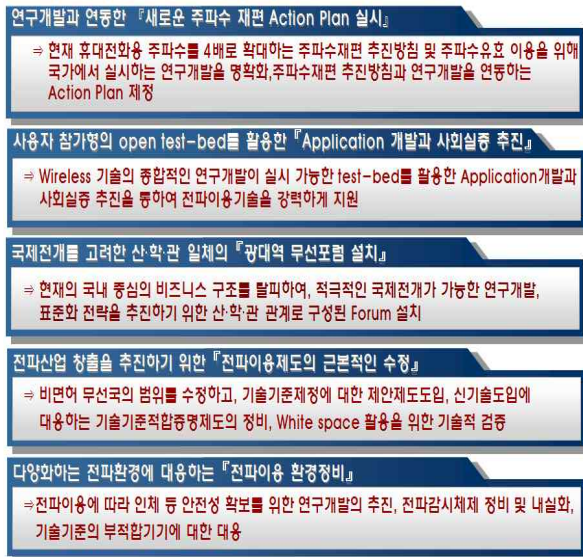 연구개발과 연동한 『새로운 주파수 재편 Action Plan 실시』
⇒ 현재 휴대전화용 주파수를 4배로 확대하는 주파수재편 추진방침 및 주파수유효 이용을 위해
국가에서 실시하는 연구개발을 명확화,주파수재편 추진방침과 연구개발을 연동하는
Action Plan 제정
사용자 참가형의 open test-bed를 활용한 『Application 개발과 사회실증 추진』
⇒ Wireless 기술의 종합적인 연구개발이 실시 가능한 test-bed를 활용한 Application개발과
사회실증 추진을 통하여 전파이용기술을 강력하게 지원
국제전개를 고려한 산·학·관 일체의 『광대역 무선포럼 설치』
⇒ 현재의 국내 중심의 비즈니스 구조를 탈피하여, 적극적인 국제전개가 가능한 연구개발,
표준화 전략을 추진하기 위한 산·학·관 관계로 구성된 Forum 설치
전파산업 창출을 추진하기 위한 『전파이용제도의 근본적인 수정』
⇒ 비면허 무선국의 범위를 수정하고, 기술기준제정에 대한 제안제도도입, 신기술도입에
대응하는 기술기준적합증명제도의 정비, White space 활용을 위한 기술적 검증
다양화하는 전파환경에 대응하는 『전파이용 환경정비』
⇒전파이용에 따라 인체 등 안전성 확보를 위한 연구개발의 추진, 전파감시체제 정비 및 내실화,
기술기준의 부적합기기에 대한 대응